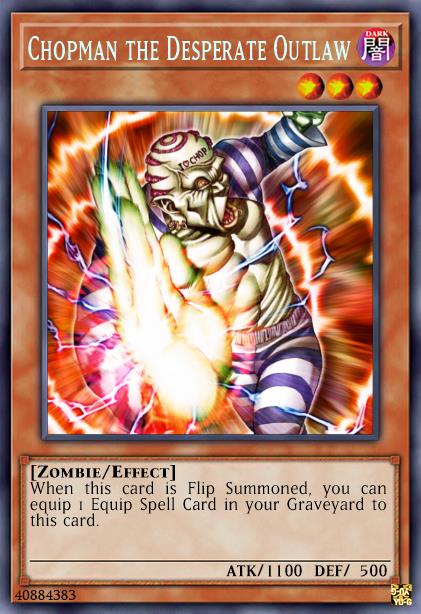 Chopman the Desperate Outlaw
DARK
闇
I ♡ CHOP
[Zombie/Effect]
When this card is Flip Summoned, you can
equip 1 Equip Spell Card in your Graveyard to
this card.
ATK/1100 DEF/ 500
40884383